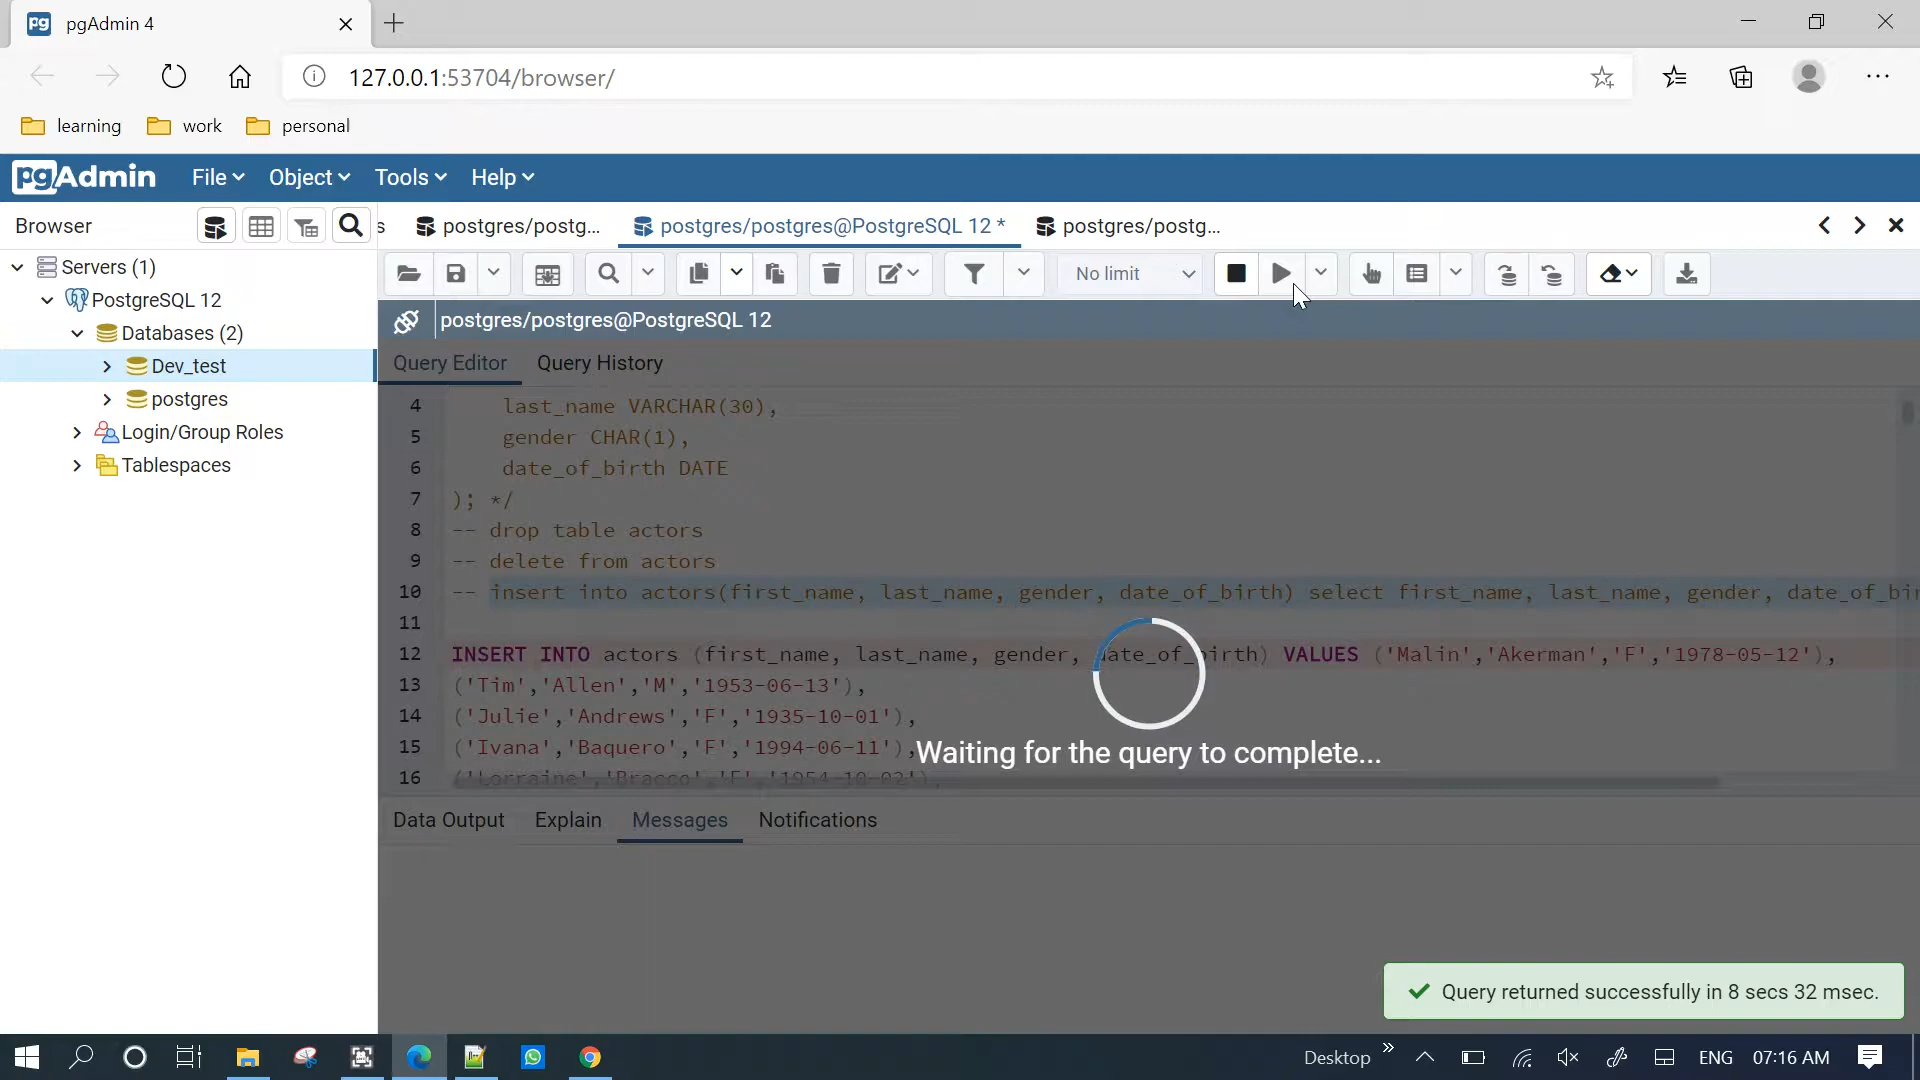 pgAdmin 4
127.0.0.1:53704/browser/
learning work personal
pgAdmin File Object Tools Help
Browser
s postgres/postg... postgres/postgres@PostgreSQL 12 * postgres/postg...
No limit
Servers (1)
PostgreSQL 12
Databases (2)
Dev_test
postgres
Login/Group Roles
Tablespaces
postgres/postgres@PostgreSQL 12
Query Editor Query History
4 last_name VARCHAR(30),
5 gender CHAR(1),
6 date_of_birth DATE
7 ); */
8 -- drop table actors
9 -- delete from actors
10 -- insert into actors(first_name, last_name, gender, date_of_birth) select first_name, last_name, gender, date_of_bir
11
12 INSERT INTO actors (first_name, last_name, gender, date_of_birth) VALUES ('Malin','Akerman','F','1978-05-12'),
13 ('Tim','Allen','M','1953-06-13'),
14 ('Julie','Andrews','F','1935-10-01'),
15 ('Ivana','Baquero','F','1994-06-11'),
16 ('Lorraine','Bracco','F','1954-10-02'),
Waiting for the query to complete...
Data Output Explain Messages Notifications
Query returned successfully in 8 secs 32 msec.
Desktop ENG 07:16 AM